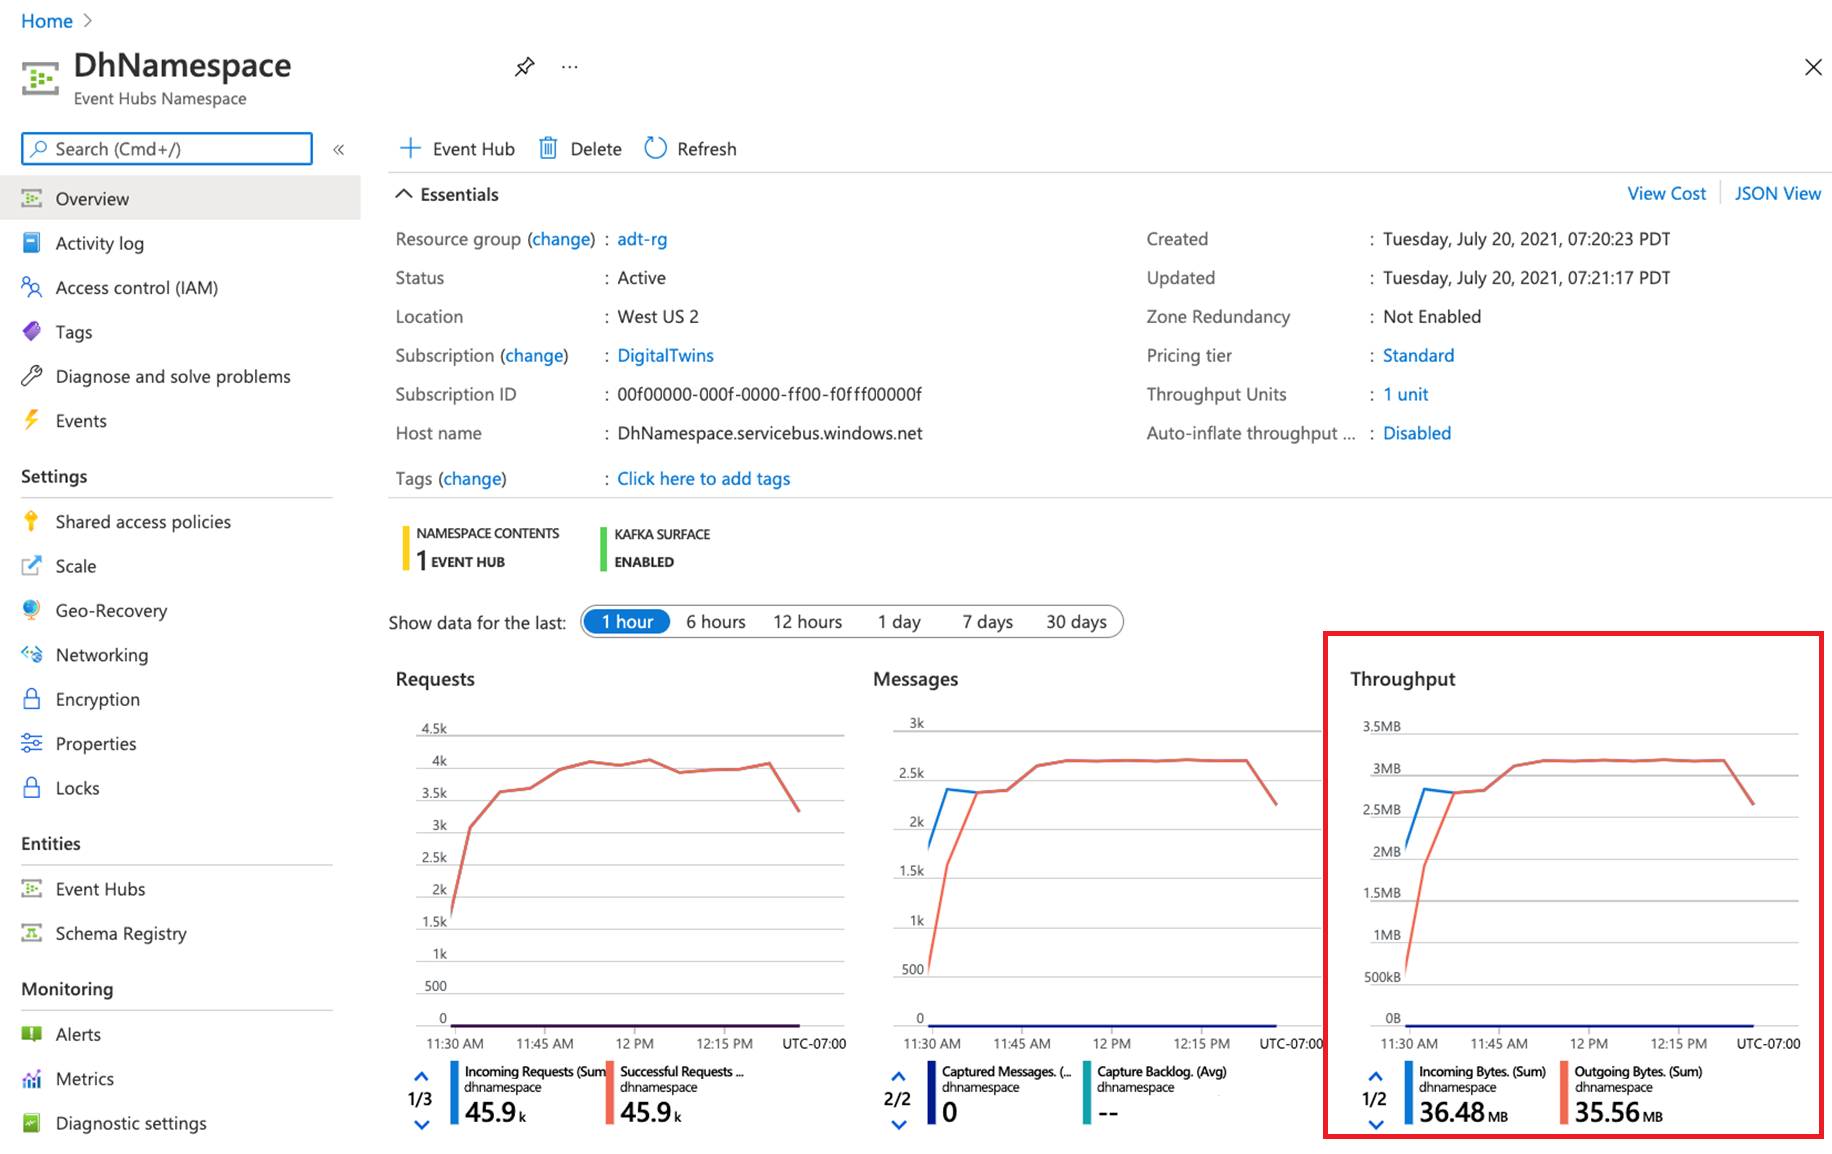 Home
DhNamespace
...
Event Hubs Namespace
Search (Cmd+/)
«
Event Hub
Delete
Refresh
Overview
Activity log
Access control (IAM)
Tags
Diagnose and solve problems
Events
Settings
Shared access policies
Scale
Geo-Recovery
Networking
Encryption
Properties
Locks
Entities
Event Hubs
Schema Registry
Monitoring
Alerts
Metrics
Diagnostic settings
Essentials
View Cost
JSON View
Resource group (change) : adt-rg
Status : Active
Location : West US 2
Subscription (change) : DigitalTwins
Subscription ID : 00f00000-000f-0000-ff00-f0fff00000f
Host name : DhNamespace.servicebus.windows.net
Tags (change) : Click here to add tags
Created : Tuesday, July 20, 2021, 07:20:23 PDT
Updated : Tuesday, July 20, 2021, 07:21:17 PDT
Zone Redundancy : Not Enabled
Pricing tier : Standard
Throughput Units : 1 unit
Auto-inflate throughput ... : Disabled
NAMESPACE CONTENTS
1 EVENT HUB
KAFKA SURFACE
ENABLED
Show data for the last: 1 hour 6 hours 12 hours 1 day 7 days 30 days
Requests
4.5k
4k
3.5k
3k
2.5k
2k
1.5k
1k
500
0
11:30 AM 11:45 AM 12 PM 12:15 PM UTC-07:00
1/3
Incoming Requests (Sum
dhnamespace
45.9 k
Successful Requests ...
dhnamespace
45.9 k
Messages
3k
2.5k
2k
1.5k
1k
500
0
11:30 AM 11:45 AM 12 PM 12:15 PM UTC-07:00
2/2
Captured Messages. (...
dhnamespace
0
Capture Backlog. (Avg)
dhnamespace
--
Throughput
3.5MB
3MB
2.5MB
2MB
1.5MB
1MB
500kB
0B
11:30 AM 11:45 AM 12 PM 12:15 PM UTC-07:00
1/2
Incoming Bytes. (Sum)
dhnamespace
36.48 MB
Outgoing Bytes. (Sum)
dhnamespace
35.56 MB